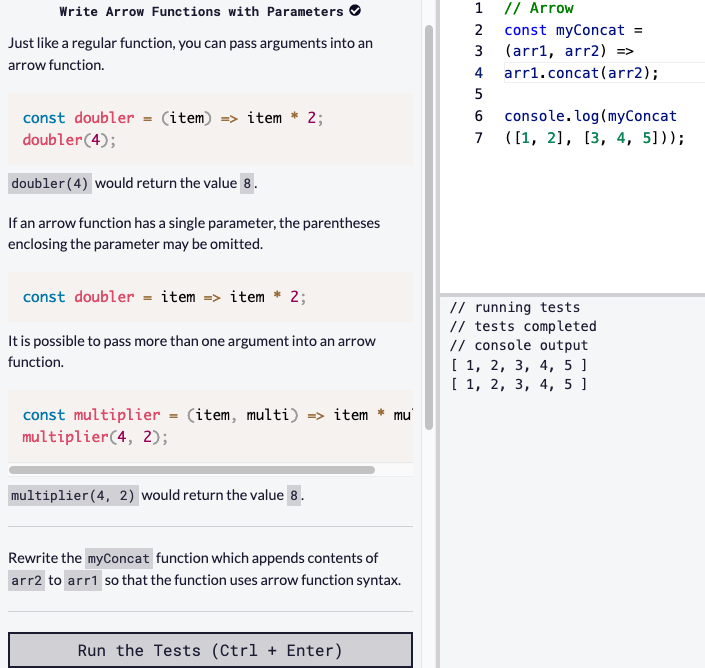 Write Arrow Functions with Parameters
Just like a regular function, you can pass arguments into an
arrow function.
const doubler = (item) => item * 2;
doubler(4);
doubler(4) would return the value 8.
If an arrow function has a single parameter, the parentheses
enclosing the parameter may be omitted.
const doubler = item => item * 2;
It is possible to pass more than one argument into an arrow
function.
const multiplier = (item, multi) => item * mul
multiplier(4, 2);
multiplier(4, 2) would return the value 8.
Rewrite the myConcat function which appends contents of
arr2 to arr1 so that the function uses arrow function syntax.
Run the Tests (Ctrl + Enter)
1 // Arrow
2 const myConcat =
3 (arr1, arr2) =>
4 arr1.concat(arr2);
5
6 console.log(myConcat
7 ([1, 2], [3, 4, 5]));
// running tests
// tests completed
// console output
[ 1, 2, 3, 4, 5 ]
[ 1, 2, 3, 4, 5 ]